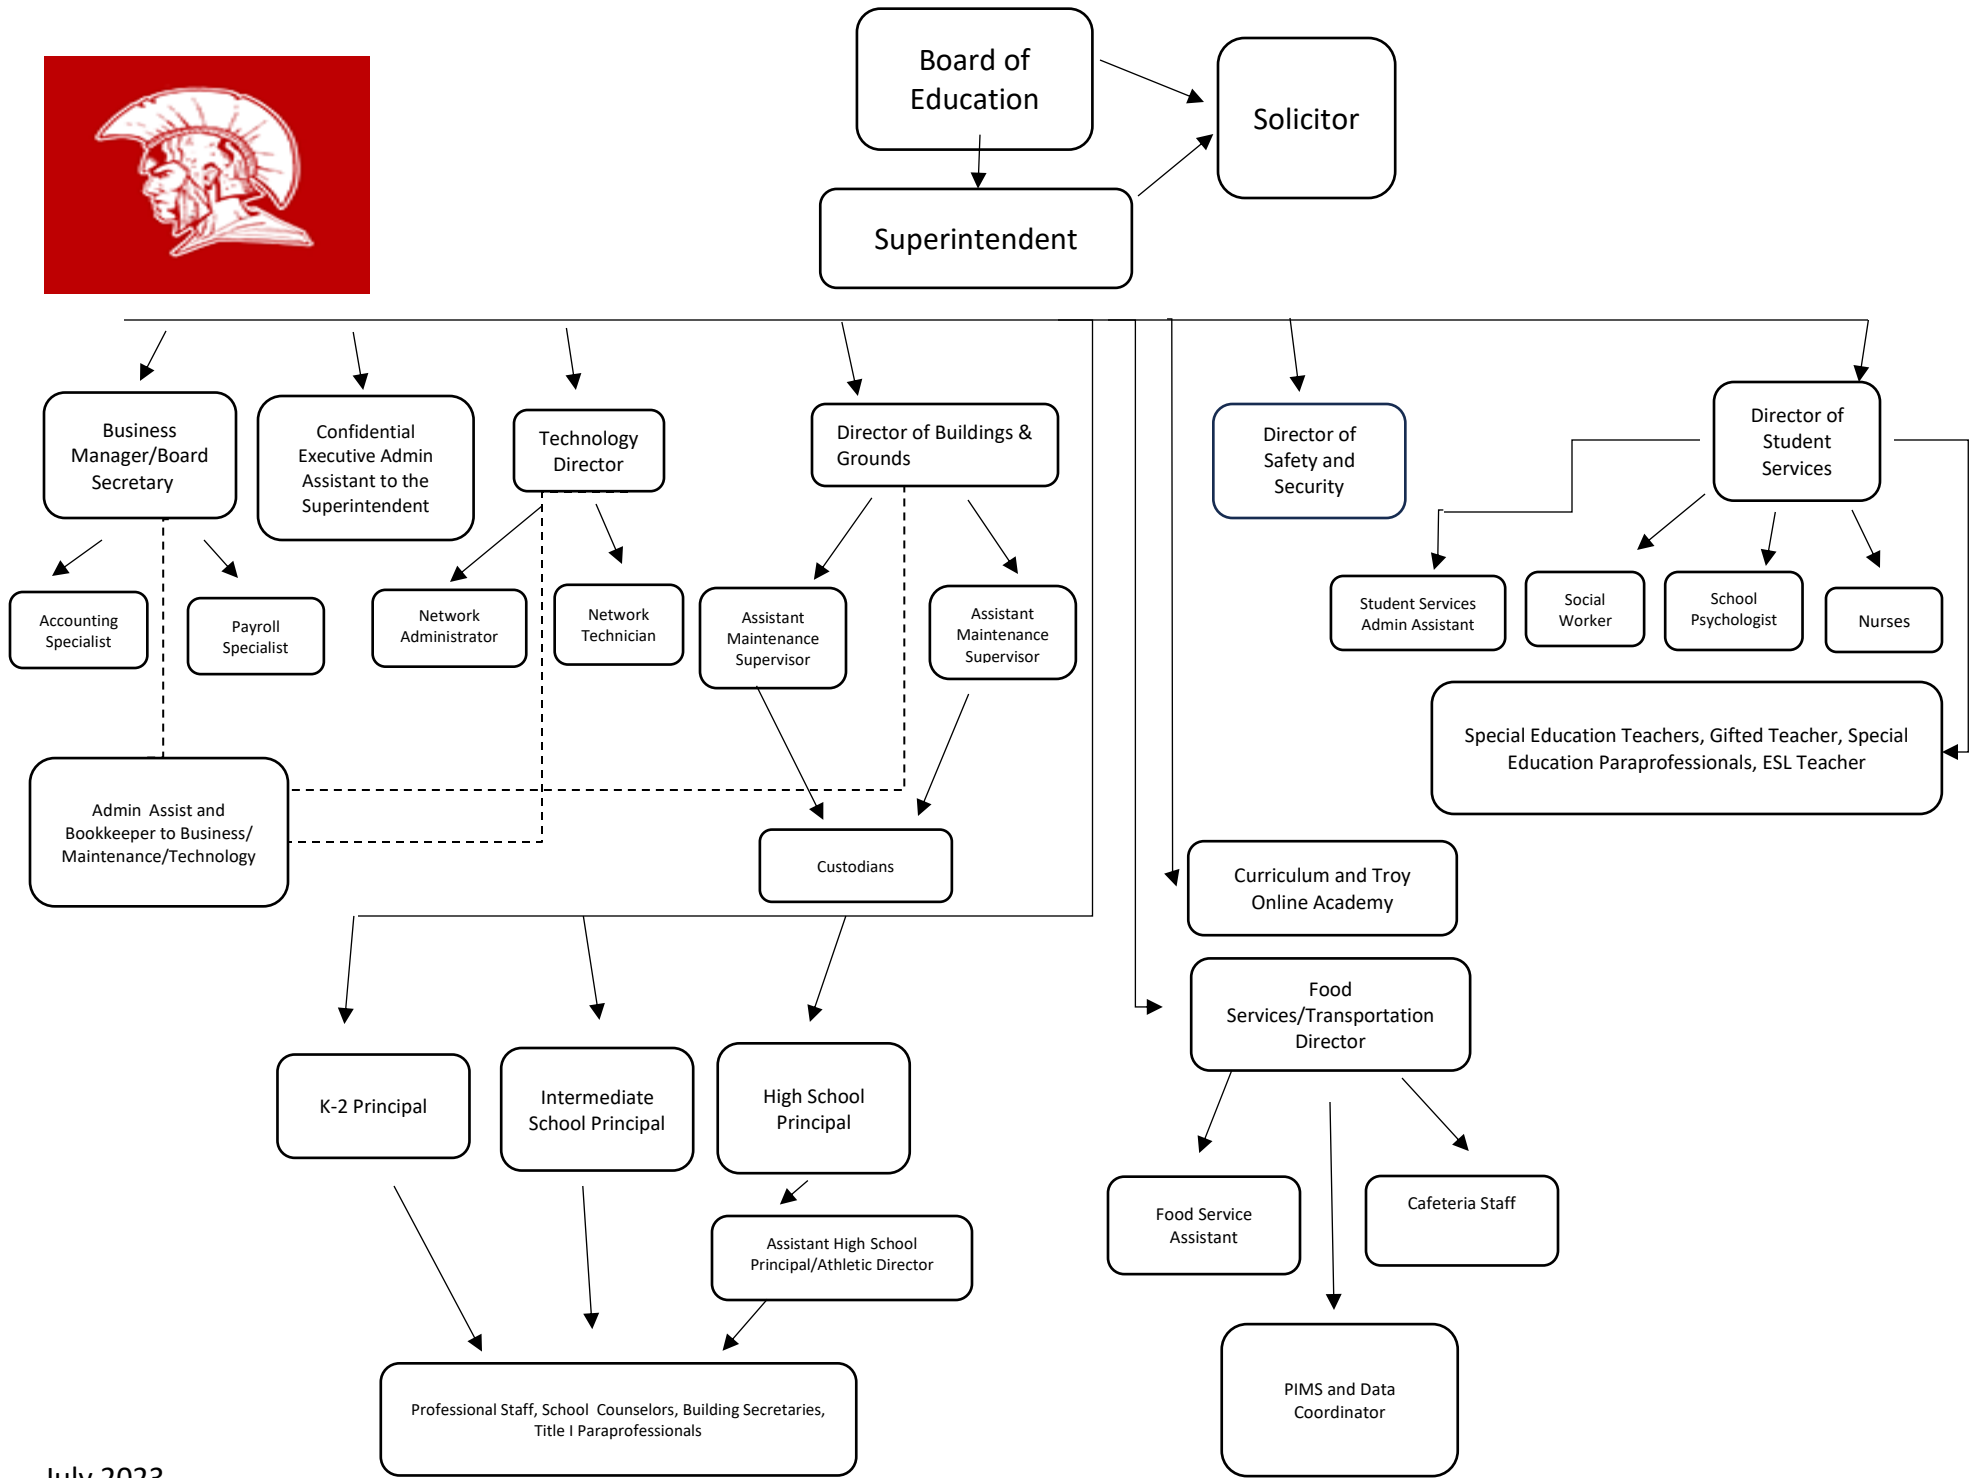 Board of
Education
Solicitor
Superintendent
Business
Manager/Board
Secretary
Confidential
Executive Admin
Assistant to the
Superintendent
Technology
Director
Director of Buildings &
Grounds
Director of
Safety and
Security
Director of
Student
Services
Accounting
Specialist
Payroll
Specialist
Network
Administrator
Network
Technician
Assistant
Maintenance
Supervisor
Assistant
Maintenance
Supervisor
Student Services
Admin Assistant
Social
Worker
School
Psychologist
Nurses
Special Education Teachers, Gifted Teacher, Special
Education Paraprofessionals, ESL Teacher
Admin Assist and
Bookkeeper to Business/
Maintenance/Technology
Custodians
Curriculum and Troy
Online Academy
Food
Services/Transportation
Director
K-2 Principal
Intermediate
School Principal
High School
Principal
Assistant High School
Principal/Athletic Director
Food Service
Assistant
Cafeteria Staff
PIMS and Data
Coordinator
Professional Staff, School Counselors, Building Secretaries,
Title I Paraprofessionals
July 2023